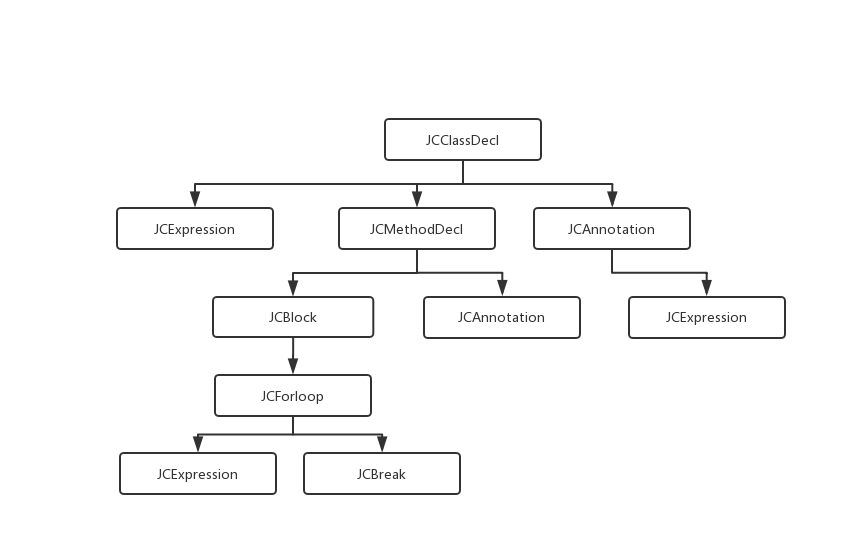 JCClassDecl
JCExpression
JCMethodDecl
JCAnnotation
JCBlock
JCAnnotation
JCExpression
JCForloop
JCExpression
JCBreak